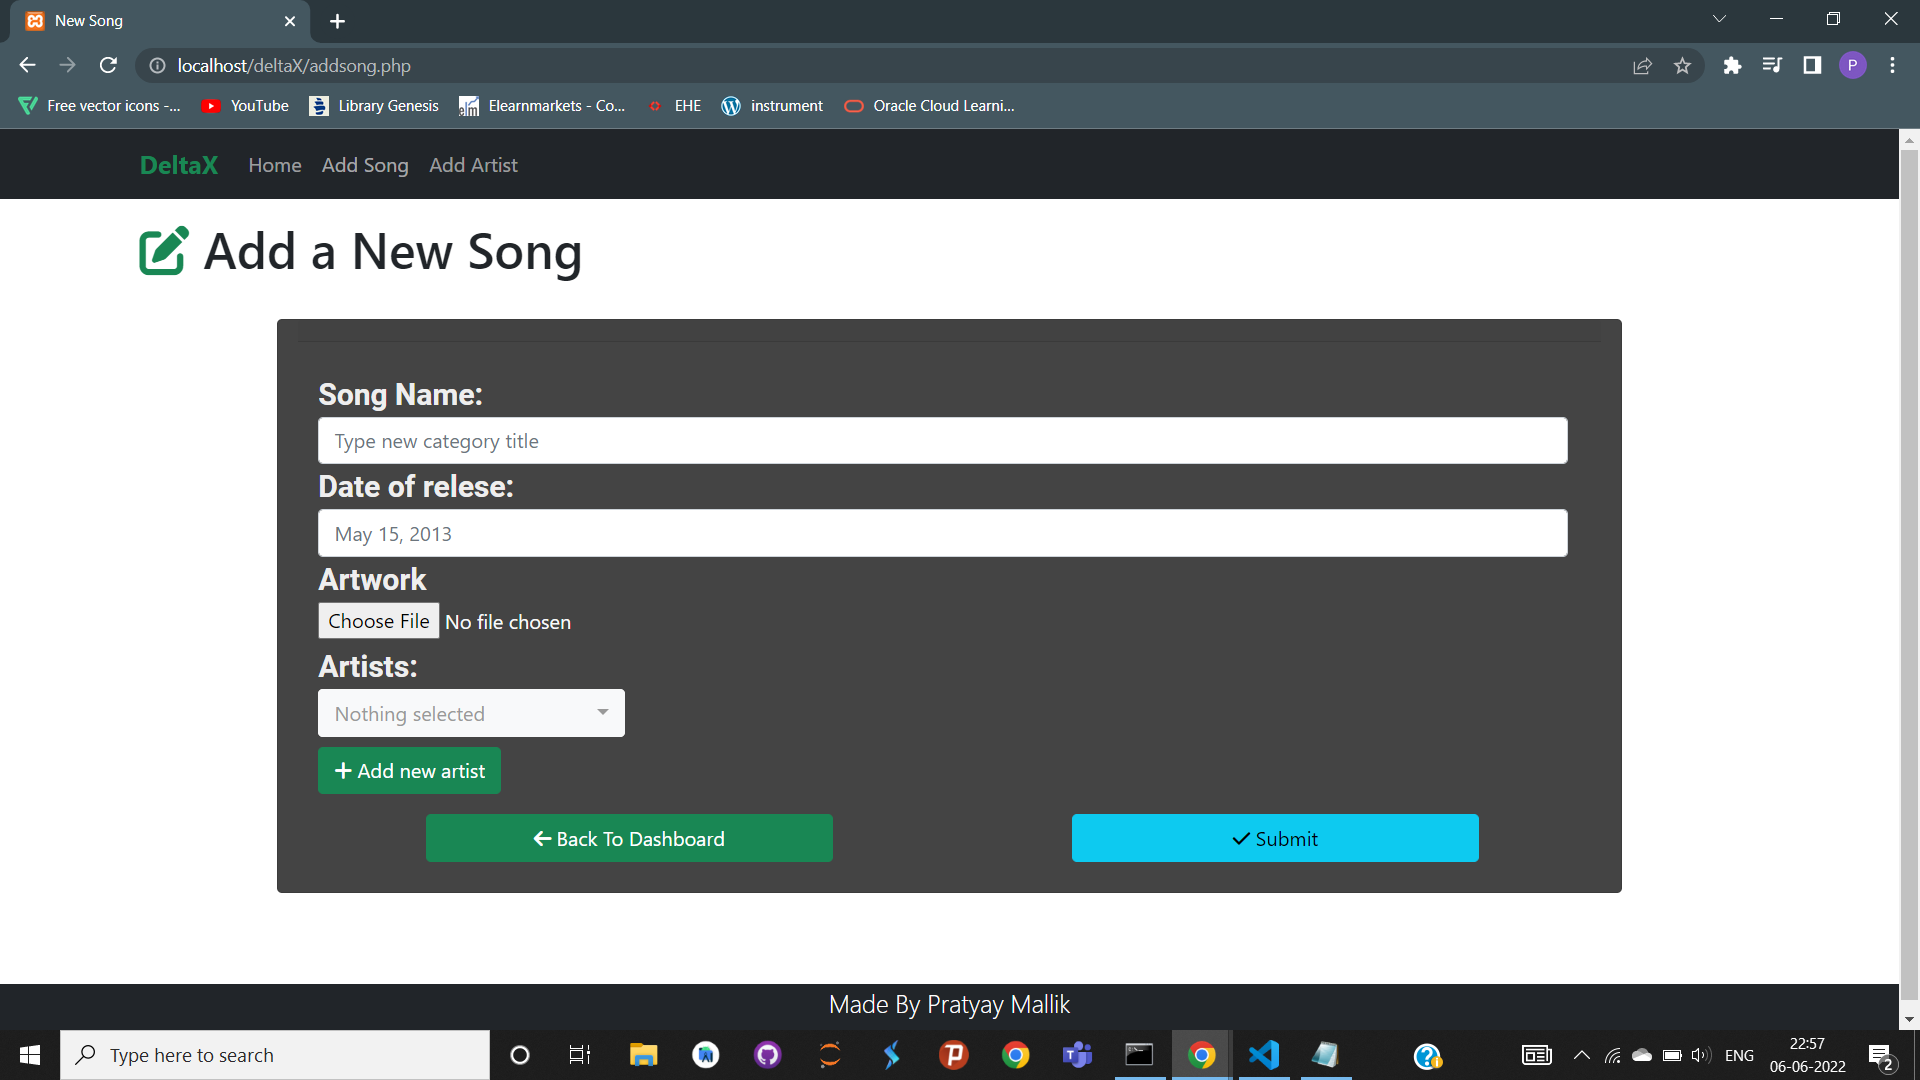 New Song
localhost/deltaX/addsong.php
P
Free vector icons -...
YouTube
Library Genesis
elm
Elearnmarkets - Co...
EHE
instrument
Oracle Cloud Learni...
DeltaX Home Add Song Add Artist
Add a New Song
Song Name:
Type new category title
Date of relese:
May 15, 2013
Artwork
Choose File No file chosen
Artists:
Nothing selected
Add new artist
Back To Dashboard
Submit
Made By Pratyay Mallik
Type here to search
ENG
22:57
06-06-2022
2